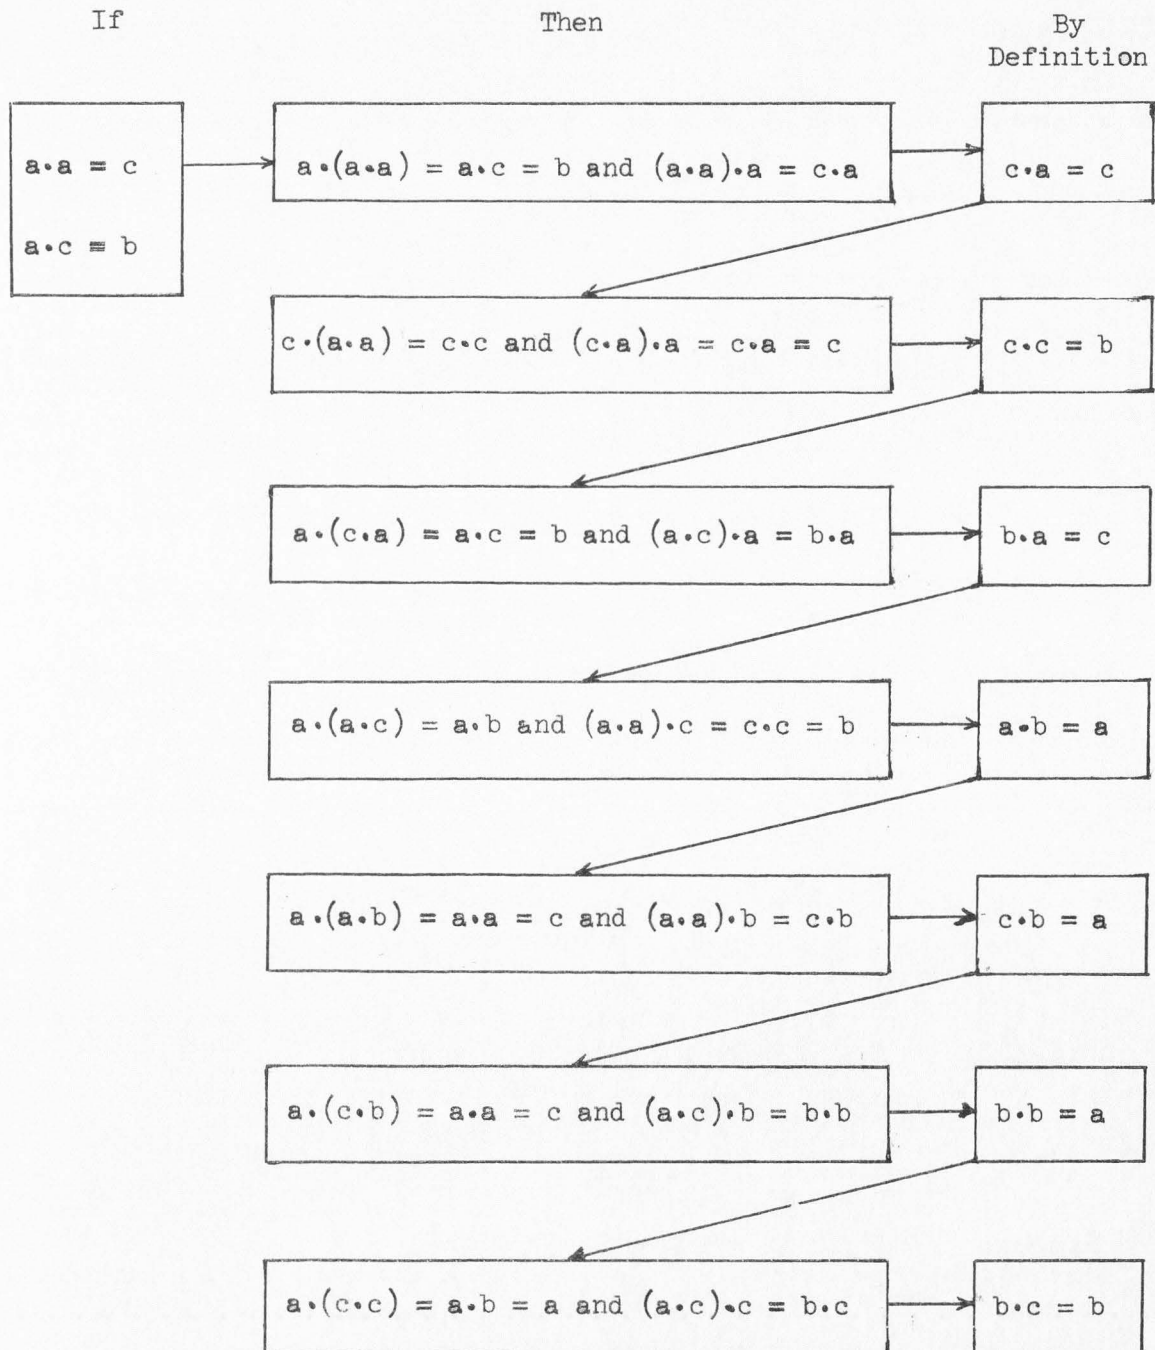 If Then By
Definition
a•a = c
a•c = b
a•(a•a) = a•c = b and (a•a)•a = c•a
c•a = c
c•(a•a) = c•c and (c•a)•a = c•a = c
c•c = b
a•(c•a) = a•c = b and (a•c)•a = b•a
b•a = c
a•(a•c) = a•b and (a•a)•c = c•c = b
a•b = a
a•(a•b) = a•a = c and (a•a)•b = c•b
c•b = a
a•(c•b) = a•a = c and (a•c)•b = b•b
b•b = a
a•(c•c) = a•b = a and (a•c)•c = b•c
b•c = b